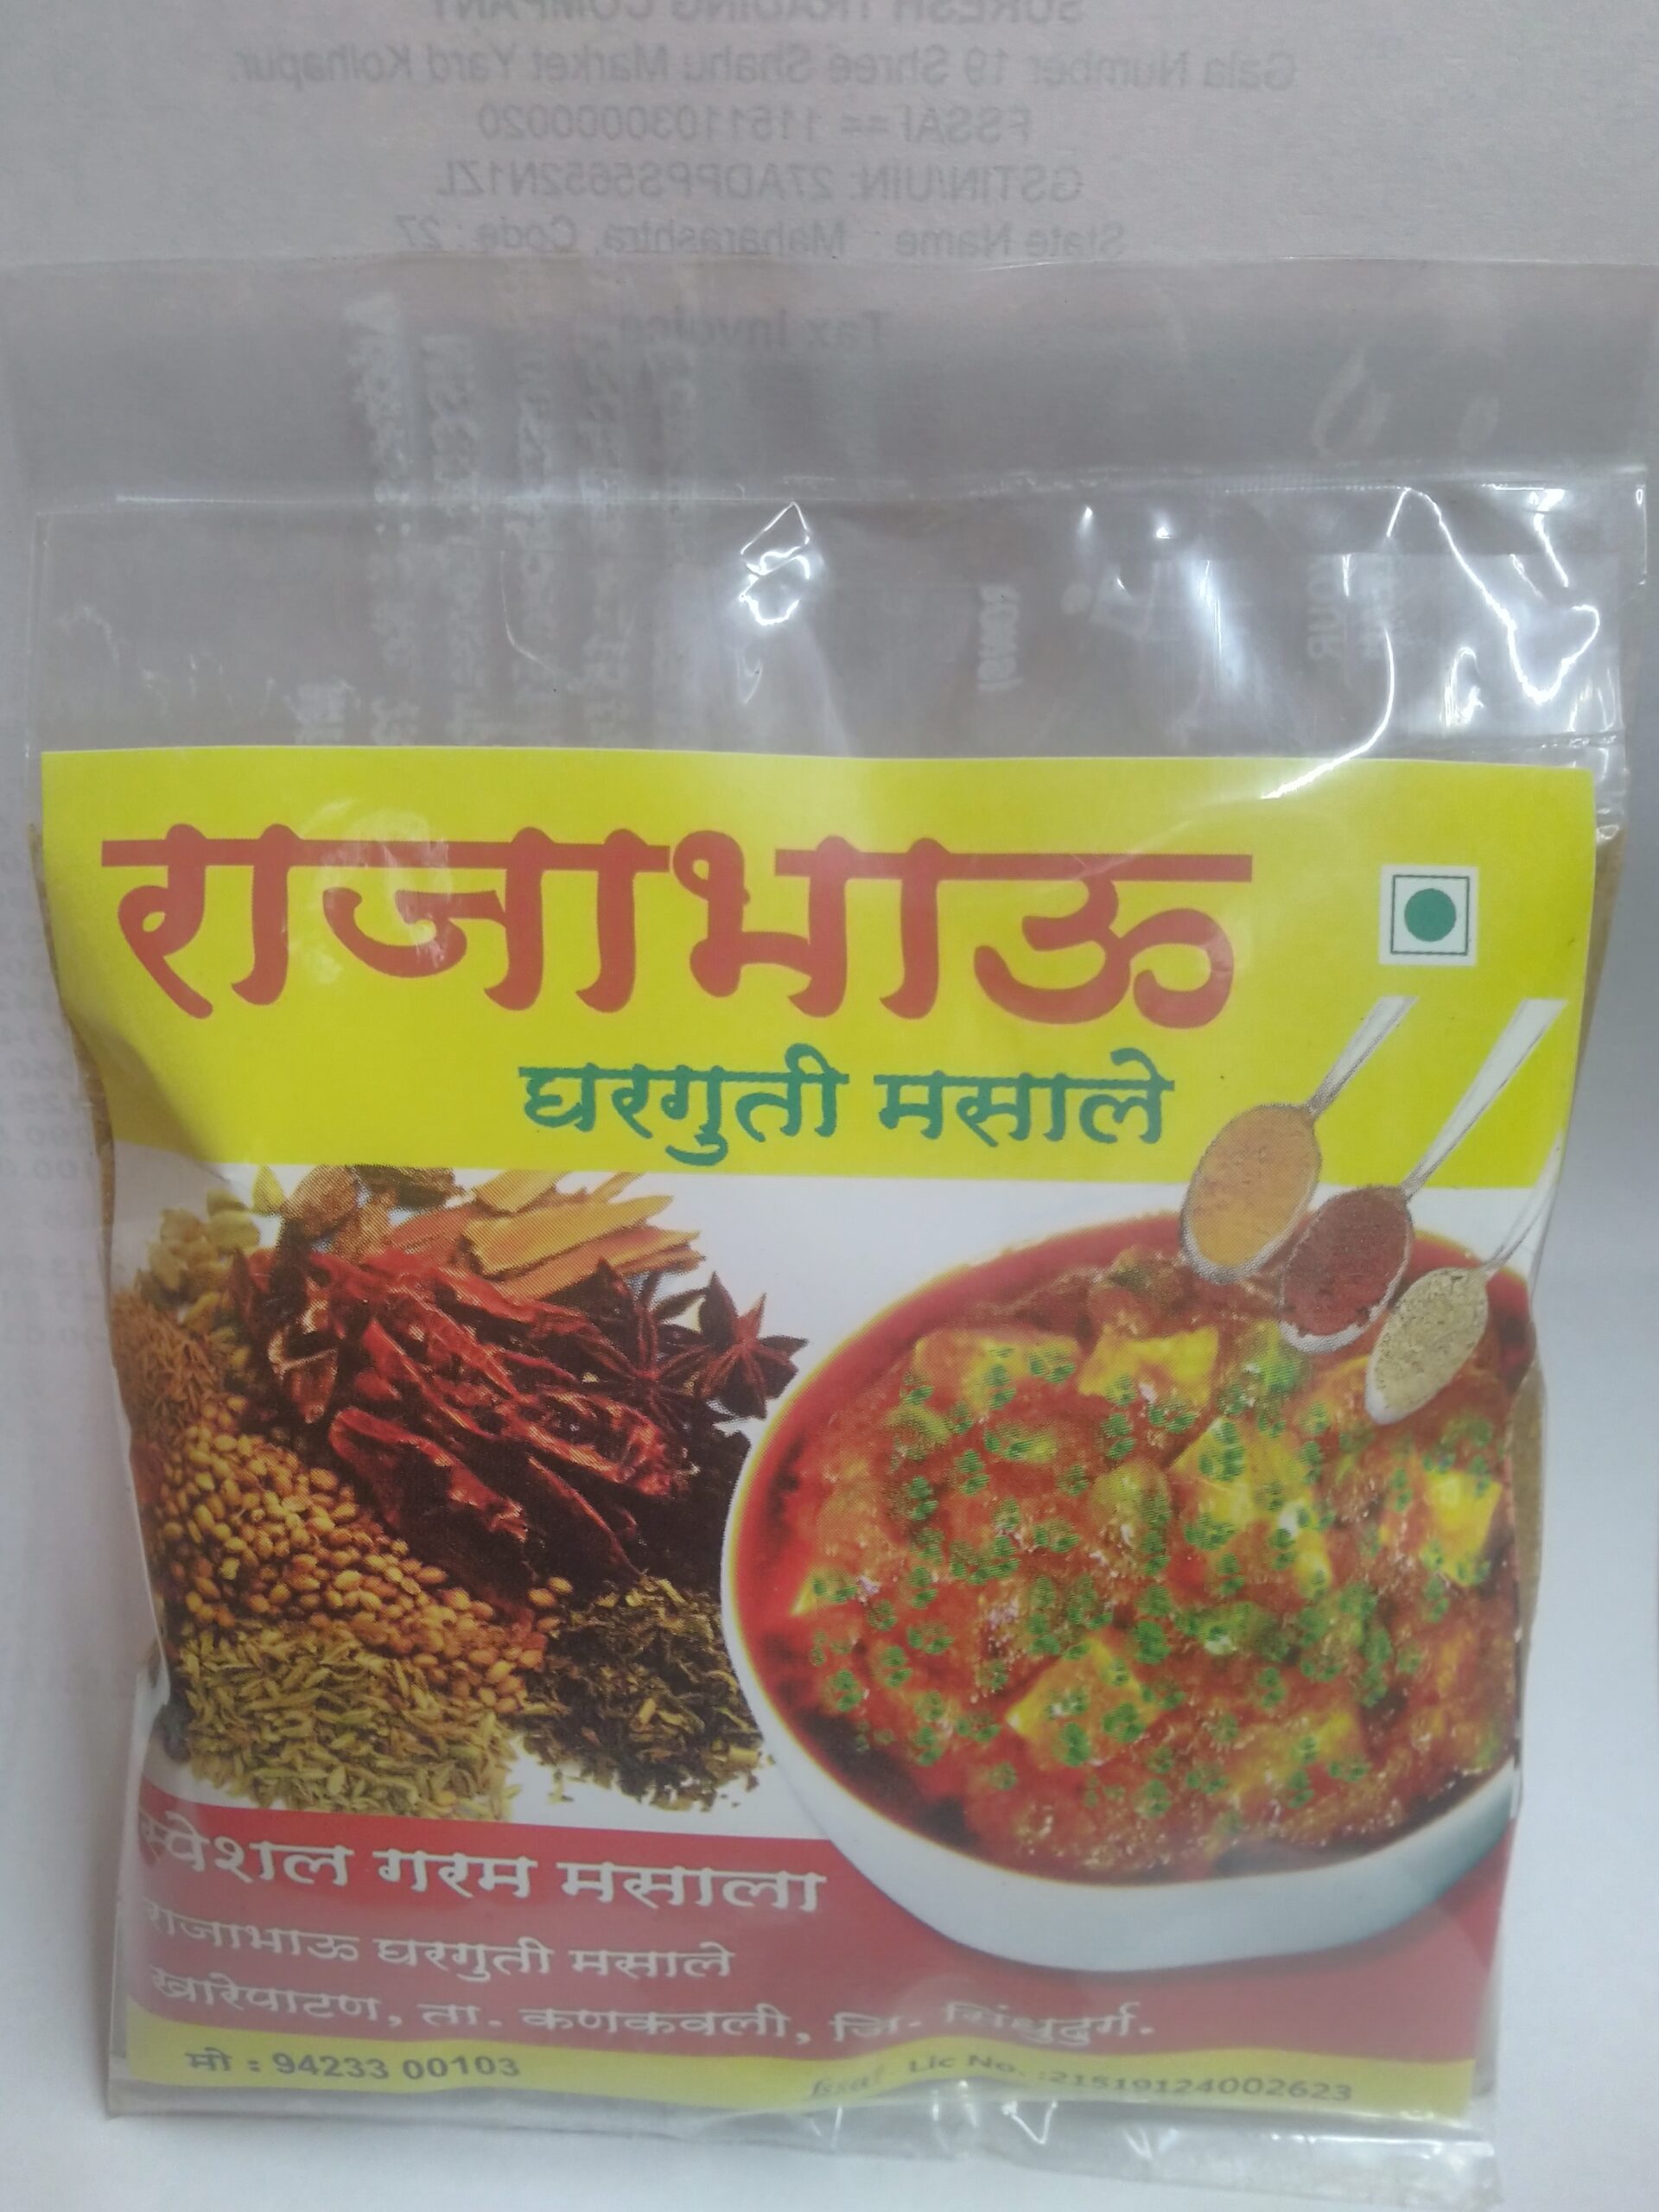 राजाभाऊ
घरगुती मसाले
स्पेशल गरम मसाला
राजाभाऊ घरगुती मसाले
खारेपाटण, ता. कणकवली, जि. सिंधुदुर्ग.
मो : 94233 00103
fssai Lic No. :21519124002623
SURESH TRADING COMPANY
Gala Number 19 Shree Shahu Market Yard Kolhapur.
FSSAI == 11511030000020
GSTIN/UIN: 27ADPPS5652N1ZL
State Name : Maharashtra, Code : 27
Tax Invoice